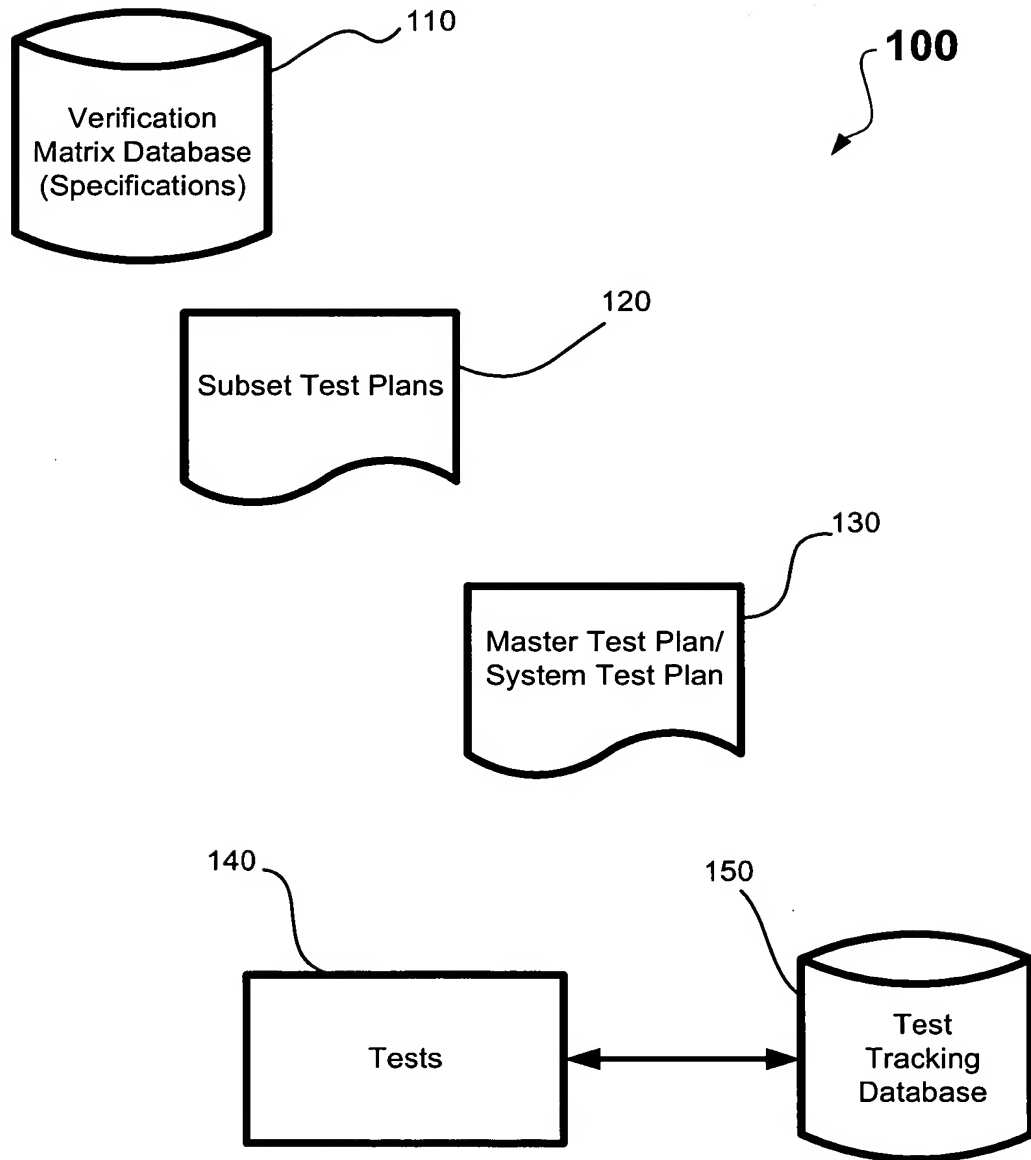 110
100
Verification
Matrix Database
(Specifications)
120
Subset Test Plans
130
Master Test Plan/
System Test Plan
140
150
Tests
Test
Tracking
Database